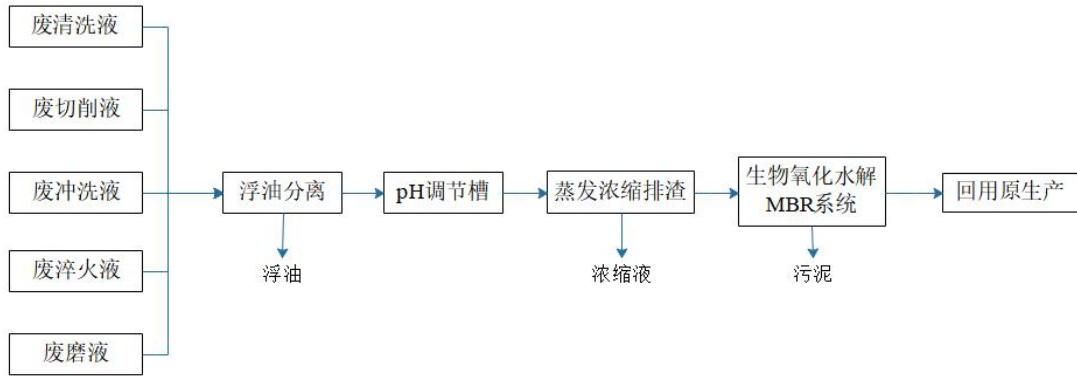 废清洗液
废切削液
废冲洗液
废淬火液
废磨液
浮油分离
pH调节槽
蒸发浓缩排渣
生物氧化水解
MBR系统
回用原生产
浮油
浓缩液
污泥